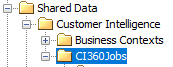 Shared Data
Customer Intelligence
Business Contexts
CI360Jobs